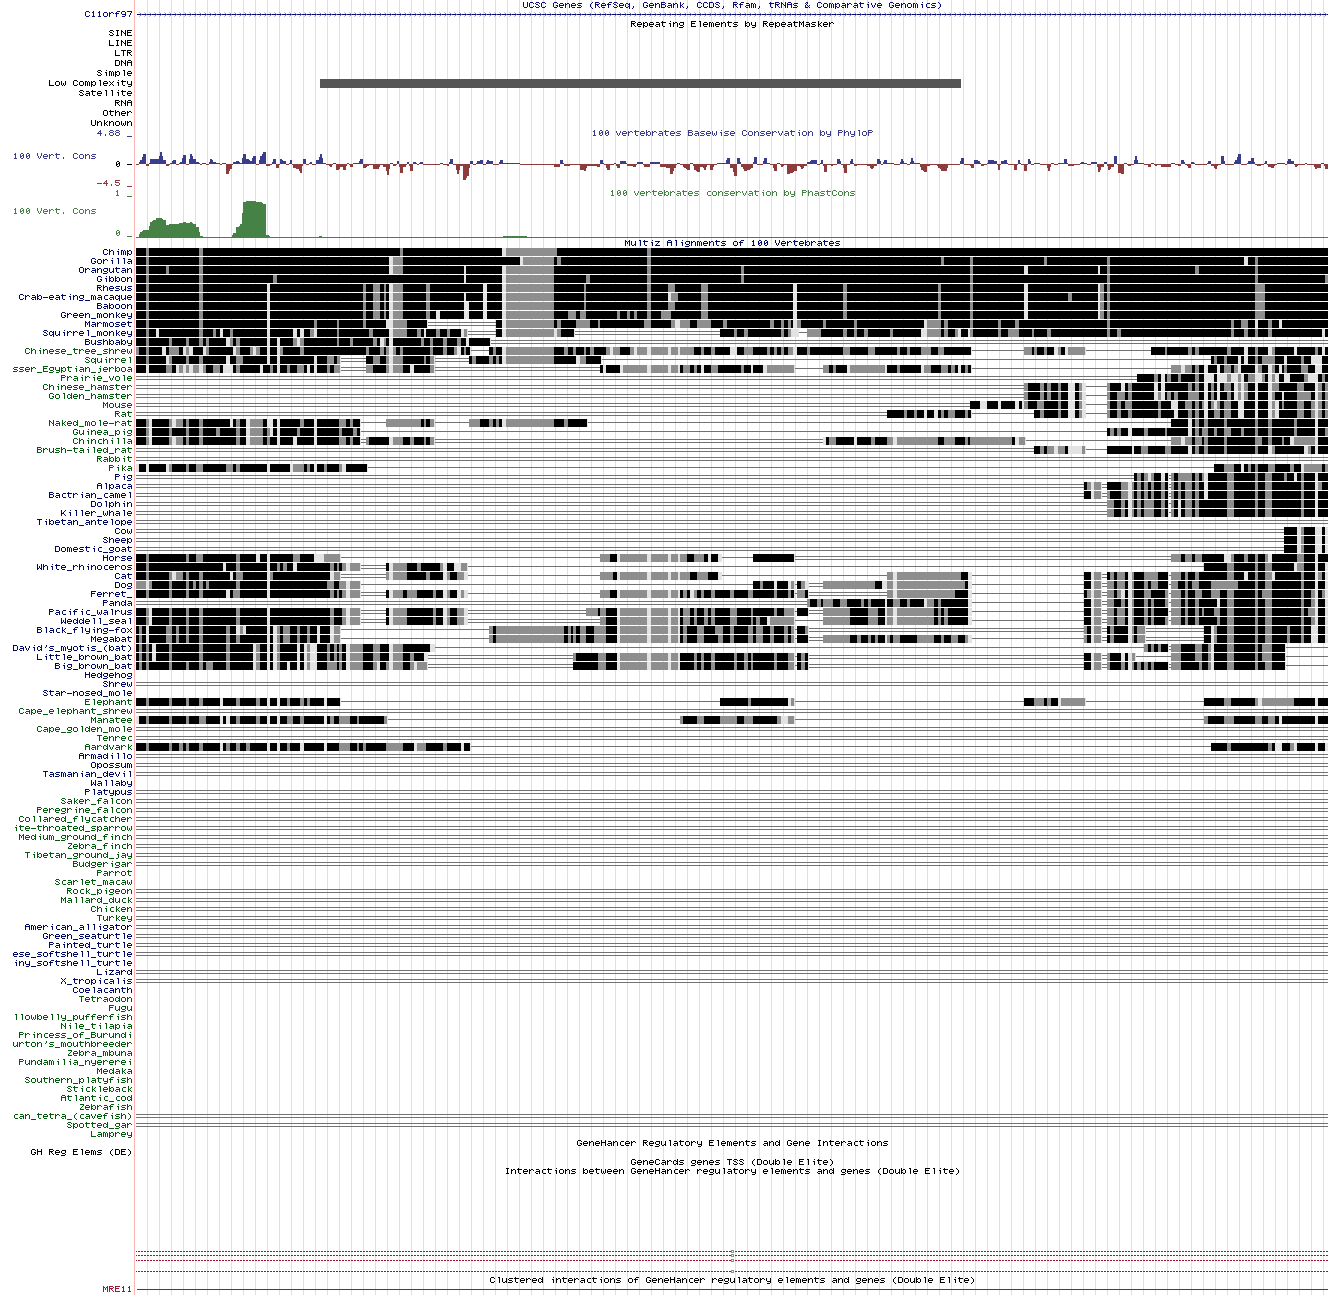 UCSC Genes (RefSeq, GenBank, CCDS, Rfam, tRNAs & Comparative Genomics)
C11orf97
Repeating Elements by RepeatMasker
SINE
LINE
LTR
DNA
Simple
Low Complexity
Satellite
RNA
Other
Unknown
4.88 _
100 vertebrates Basewise Conservation by PhyloP
100 Vert. Cons
0 _
-4.5 _
1 _
100 vertebrates conservation by PhastCons
100 Vert. Cons
0 _
Multiz Alignments of 100 Vertebrates
Chimp
Gorilla
Orangutan
Gibbon
Rhesus
Crab-eating_macaque
Baboon
Green_monkey
Marmoset
Squirrel_monkey
Bushbaby
Chinese_tree_shrew
Squirrel
sser_Egyptian_jerboa
Prairie_vole
Chinese_hamster
Golden_hamster
Mouse
Rat
Naked_mole-rat
Guinea_pig
Chinchilla
Brush-tailed_rat
Rabbit
Pika
Pig
Alpaca
Bactrian_camel
Dolphin
Killer_whale
Tibetan_antelope
Cow
Sheep
Domestic_goat
Horse
White_rhinoceros
Cat
Dog
Ferret_
Panda
Pacific_walrus
Weddell_seal
Black_flying-fox
Megabat
David's_myotis_(bat)
Little_brown_bat
Big_brown_bat
Hedgehog
Shrew
Star-nosed_mole
Elephant
Cape_elephant_shrew
Manatee
Cape_golden_mole
Tenrec
Aardvark
Armadillo
Opossum
Tasmanian_devil
Wallaby
Platypus
Saker_falcon
Peregrine_falcon
Collared_flycatcher
ite-throated_sparrow
Medium_ground_finch
Zebra_finch
Tibetan_ground_jay
Budgerigar
Parrot
Scarlet_macaw
Rock_pigeon
Mallard_duck
Chicken
Turkey
American_alligator
Green_seaturtle
Painted_turtle
ese_softshell_turtle
iny_softshell_turtle
Lizard
X_tropicalis
Coelacanth
Tetraodon
Fugu
llowbelly_pufferfish
Nile_tilapia
Princess_of_Burundi
urton's_mouthbreeder
Zebra_mbuna
Pundamilia_nyererei
Medaka
Southern_platyfish
Stickleback
Atlantic_cod
Zebrafish
can_tetra_(cavefish)
Spotted_gar
Lamprey
GeneHancer Regulatory Elements and Gene Interactions
GH Reg Elems (DE)
GeneCards genes TSS (Double Elite)
Interactions between GeneHancer regulatory elements and genes (Double Elite)
Clustered interactions of GeneHancer regulatory elements and genes (Double Elite)
MRE11